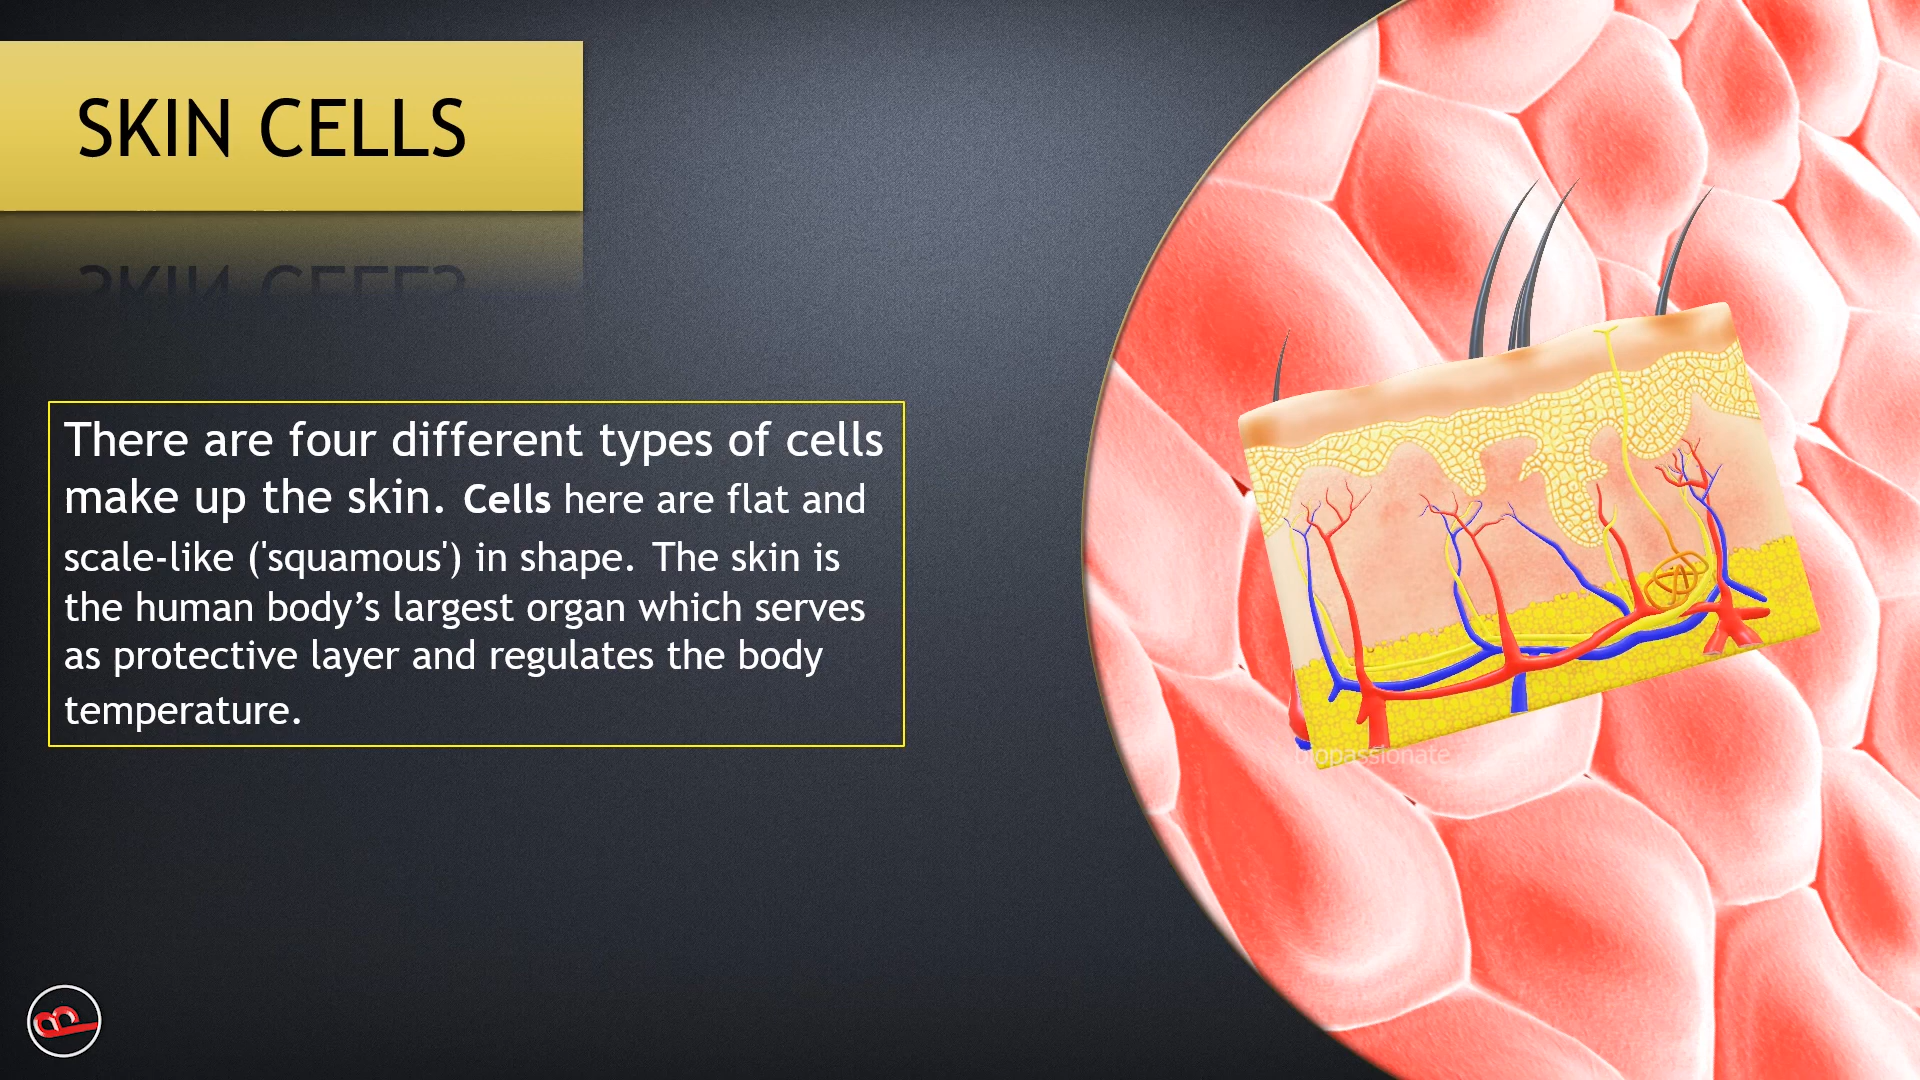 SKIN CELLS
There are four different types of cells
make up the skin. Cells here are flat and
scale-like ('squamous') in shape. The skin is
the human body’s largest organ which serves
as protective layer and regulates the body
temperature.
biopassionate
B